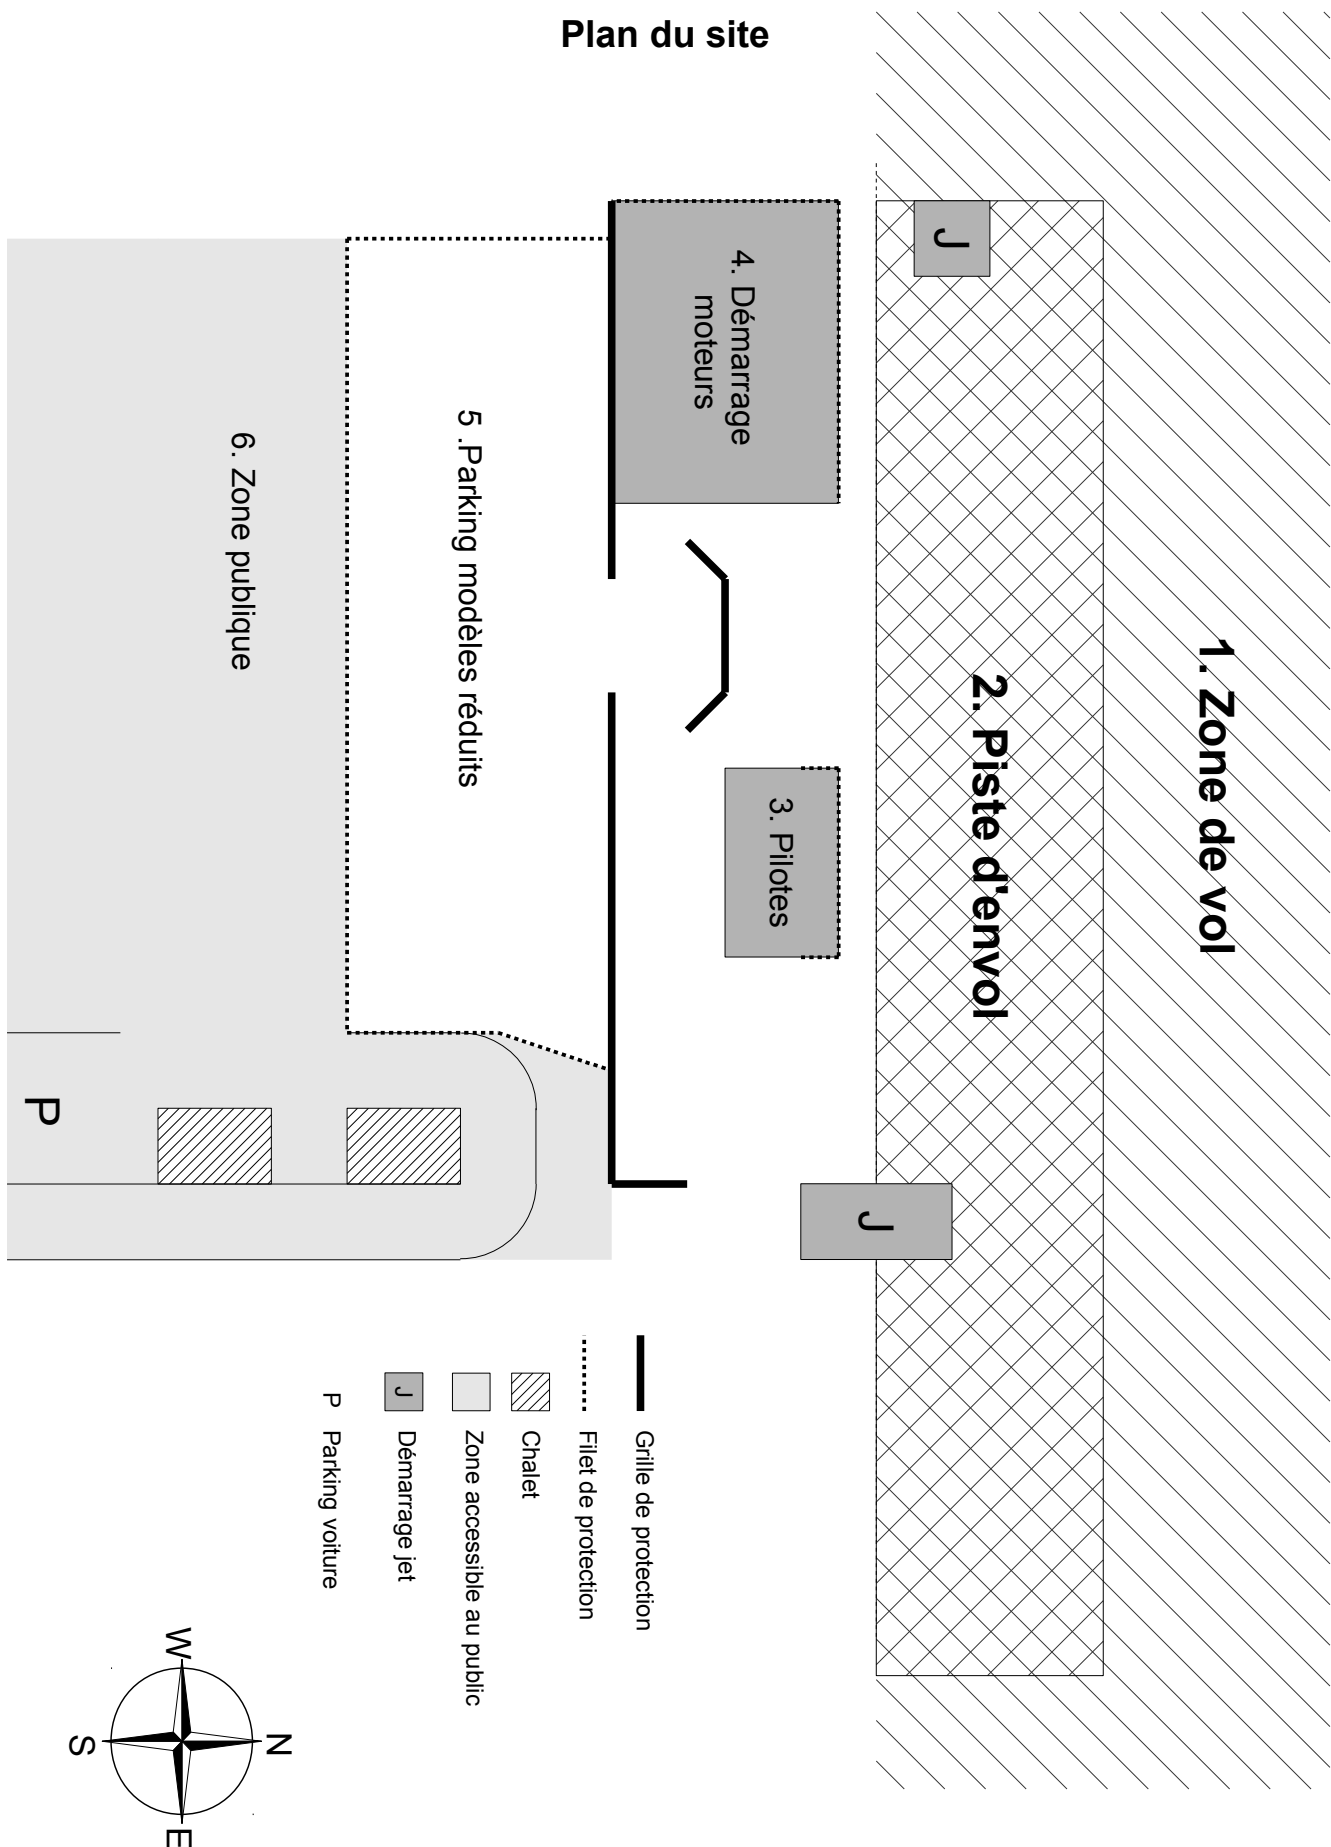 Plan du site
1. Zone de vol
2. Piste d'envol
J
J
3. Pilotes
4. Démarrage
moteurs
5 .Parking modèles réduits
6. Zone publique
P
Grille de protection
Filet de protection
Chalet
Zone accessible au public
J Démarrage jet
P Parking voiture
N
W
E
S